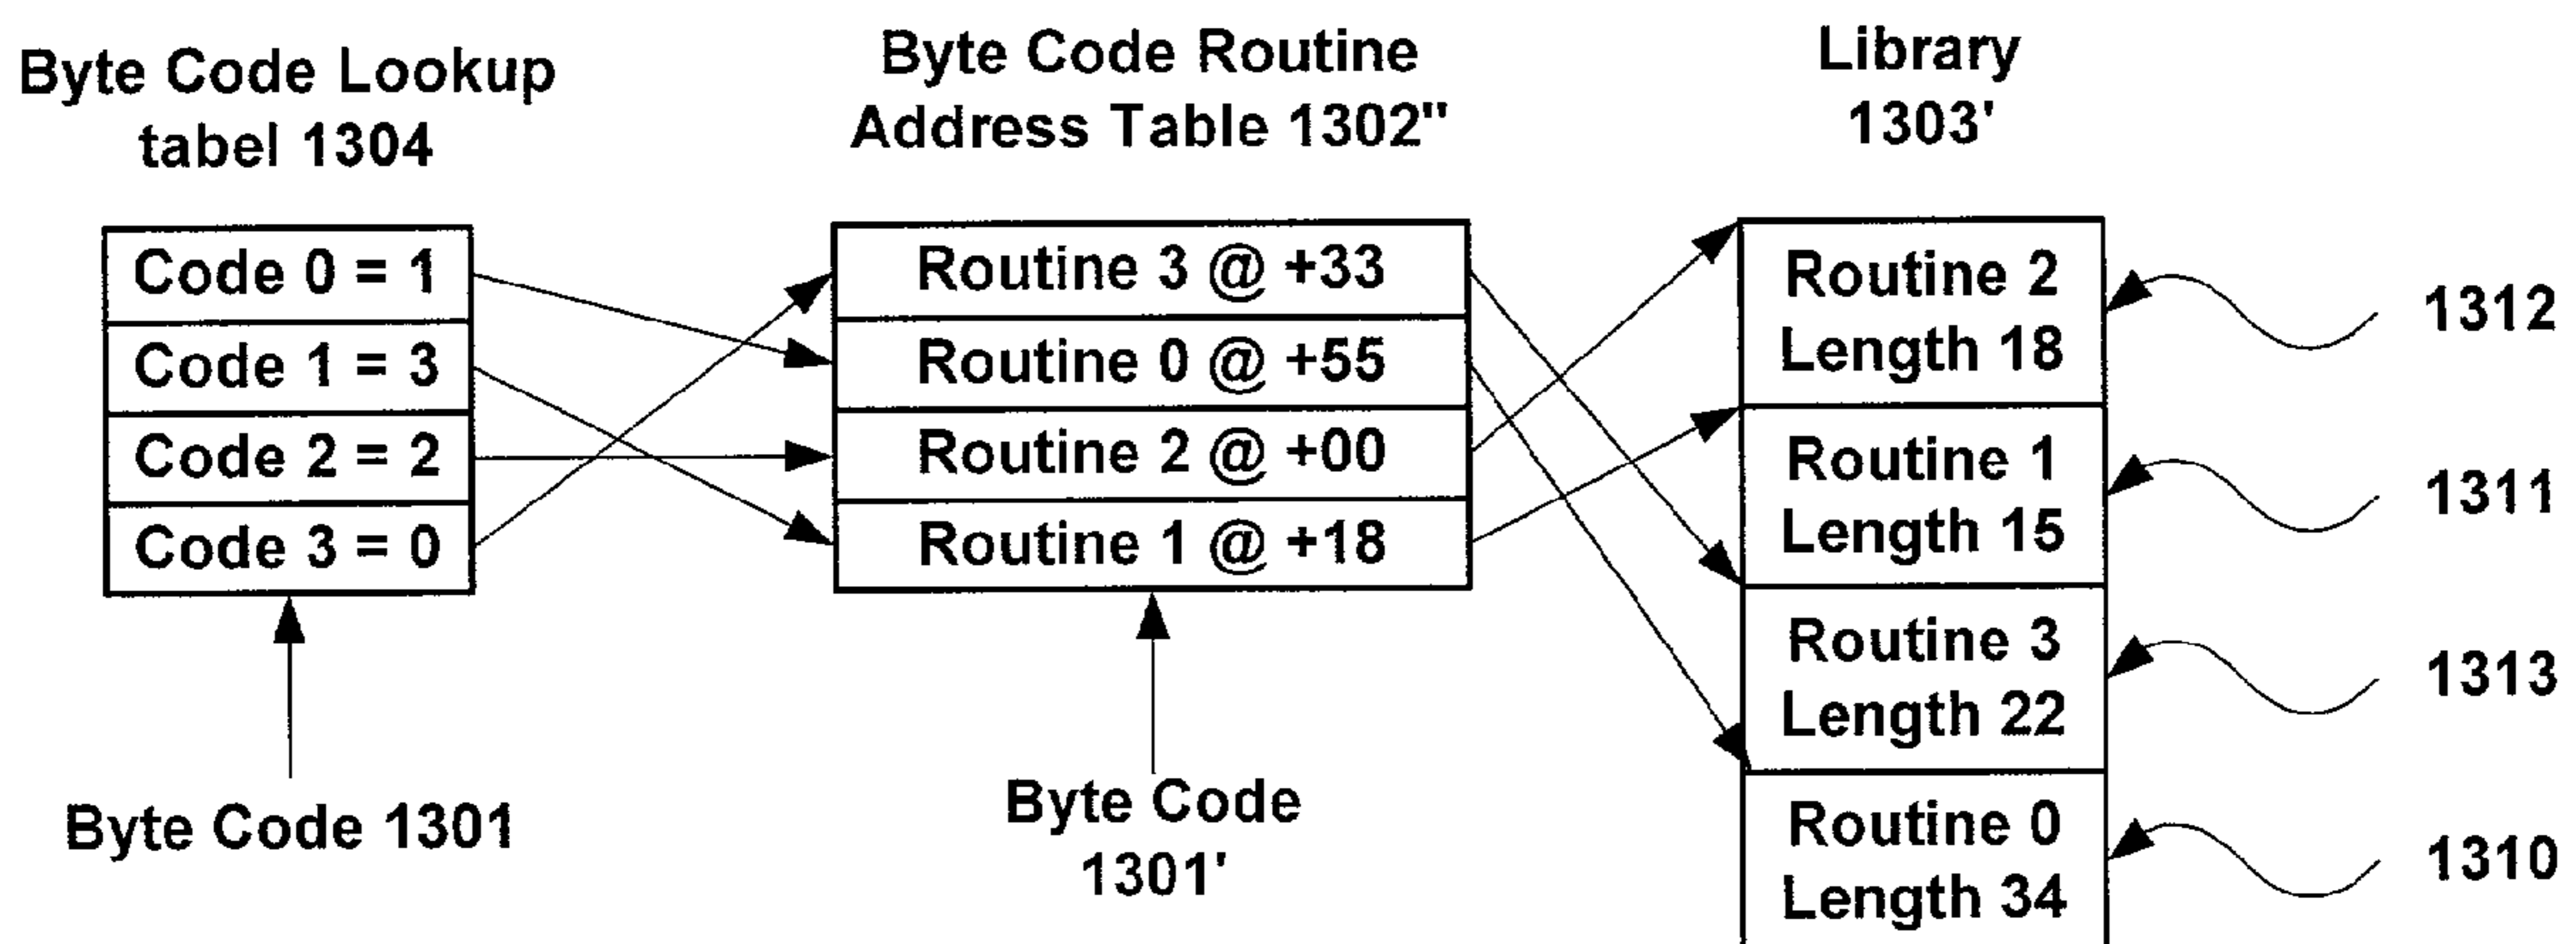 Byte Code Lookup
tabel 1304
Byte Code Routine
Address Table 1302"
Library
1303'
Code 0 = 1
Code 1 = 3
Code 2 = 2
Code 3 = 0
Routine 3 @ +33
Routine 0 @ +55
Routine 2 @ +00
Routine 1 @ +18
Routine 2
Length 18
1312
Routine 1
Length 15
1311
Routine 3
Length 22
1313
Routine 0
Length 34
1310
Byte Code 1301
Byte Code
1301'